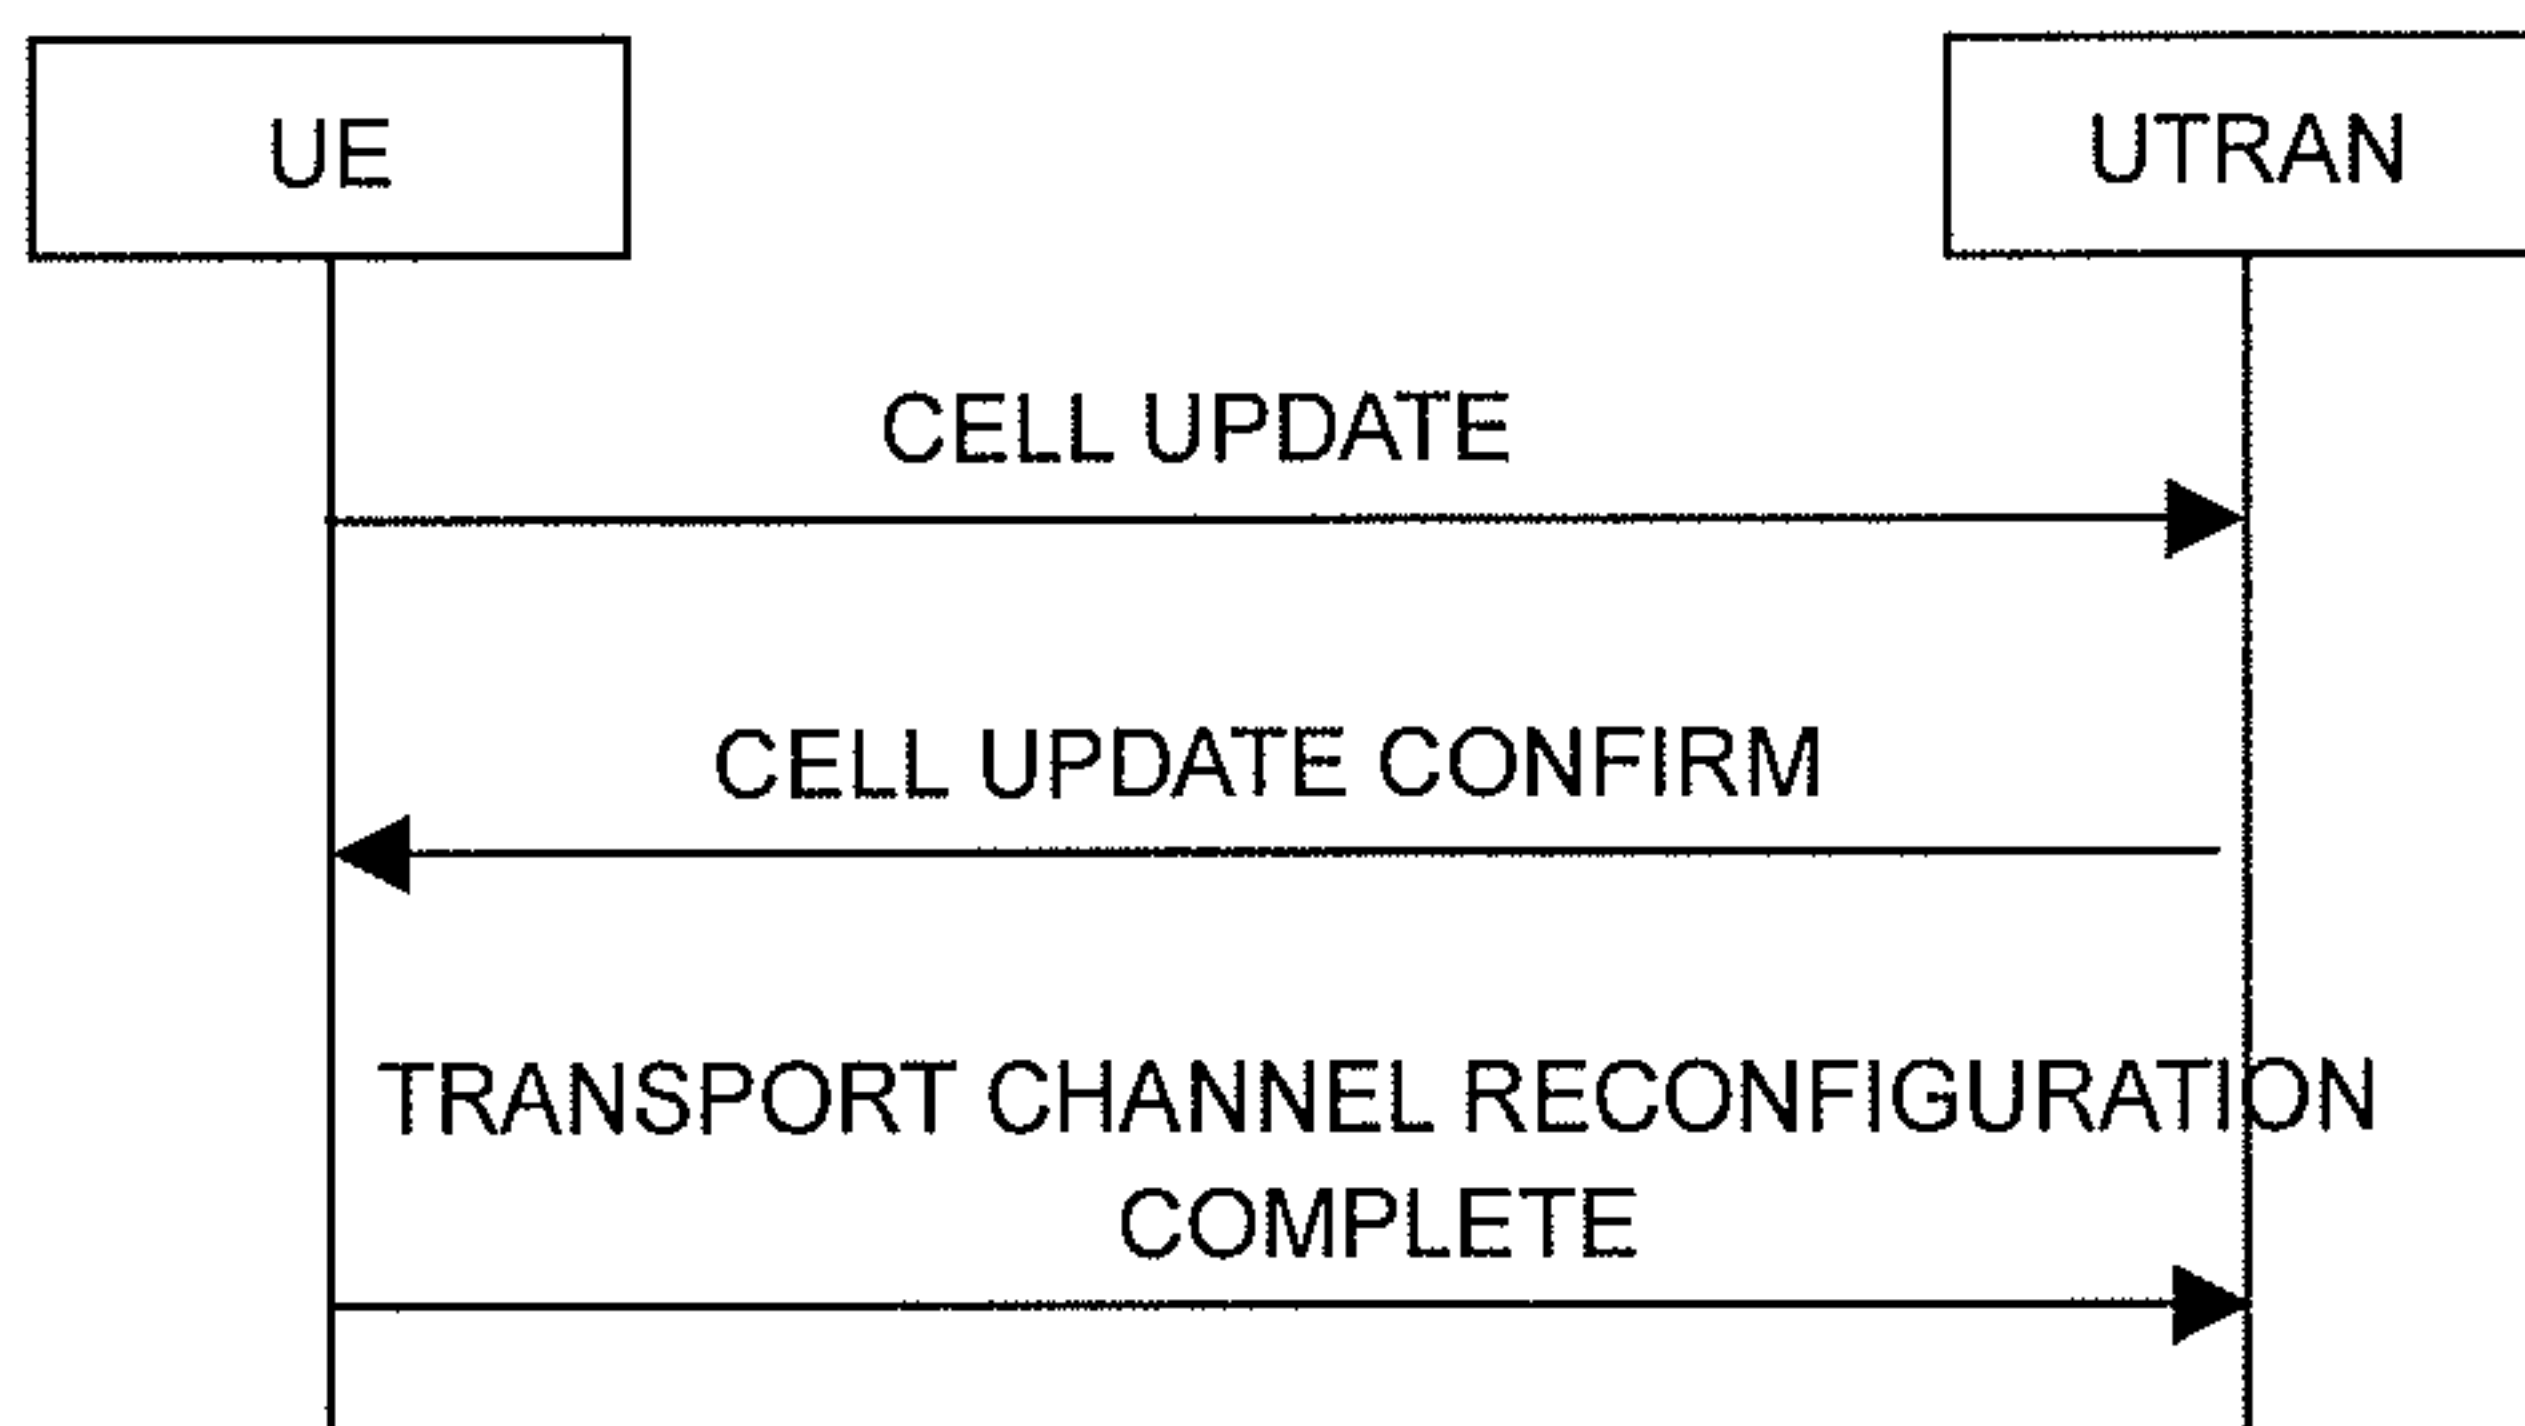 UE
UTRAN
CELL UPDATE
CELL UPDATE CONFIRM
TRANSPORT CHANNEL RECONFIGURATION
COMPLETE